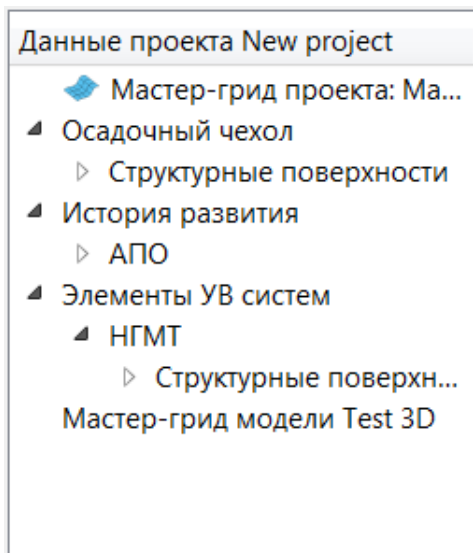 Данные проекта New project
Мастер-грид проекта: Ма...
Осадочный чехол
Структурные поверхности
История развития
АПО
Элементы УВ систем
НГМТ
Структурные поверхн...
Мастер-грид модели Test 3D